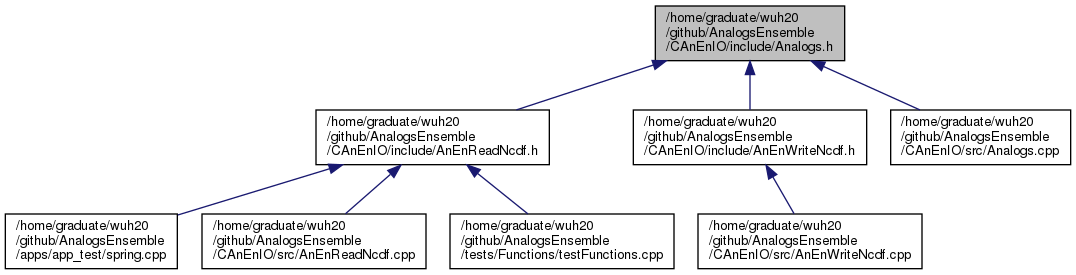 /home/graduate/wuh20
/github/AnalogsEnsemble
/CAnEnIO/include/Analogs.h
/home/graduate/wuh20
/github/AnalogsEnsemble
/CAnEnIO/include/AnEnReadNcdf.h
/home/graduate/wuh20
/github/AnalogsEnsemble
/CAnEnIO/include/AnEnWriteNcdf.h
/home/graduate/wuh20
/github/AnalogsEnsemble
/CAnEnIO/src/Analogs.cpp
/home/graduate/wuh20
/github/AnalogsEnsemble
/apps/app_test/spring.cpp
/home/graduate/wuh20
/github/AnalogsEnsemble
/CAnEnIO/src/AnEnReadNcdf.cpp
/home/graduate/wuh20
/github/AnalogsEnsemble
/tests/Functions/testFunctions.cpp
/home/graduate/wuh20
/github/AnalogsEnsemble
/CAnEnIO/src/AnEnWriteNcdf.cpp